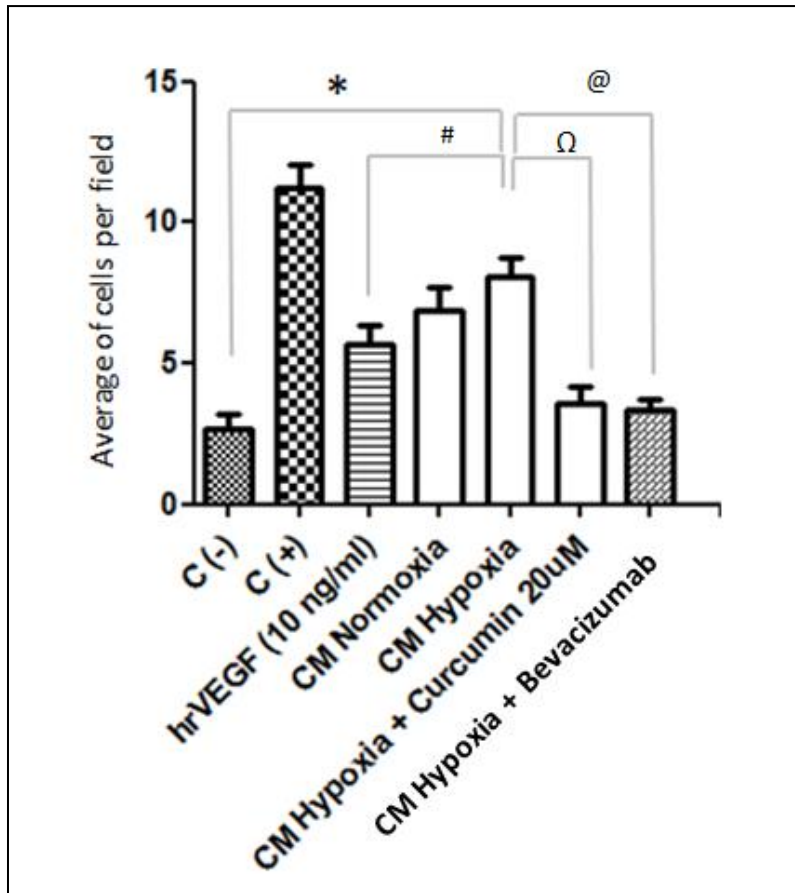 15
@
*
#
Ω
10
5
0
Average of cells per field
C (-)
C (+)
hrVEGF (10 ng/ml)
CM Normoxia
CM Hypoxia
CM Hypoxia + Curcumin 20uM
CM Hypoxia + Bevacizumab